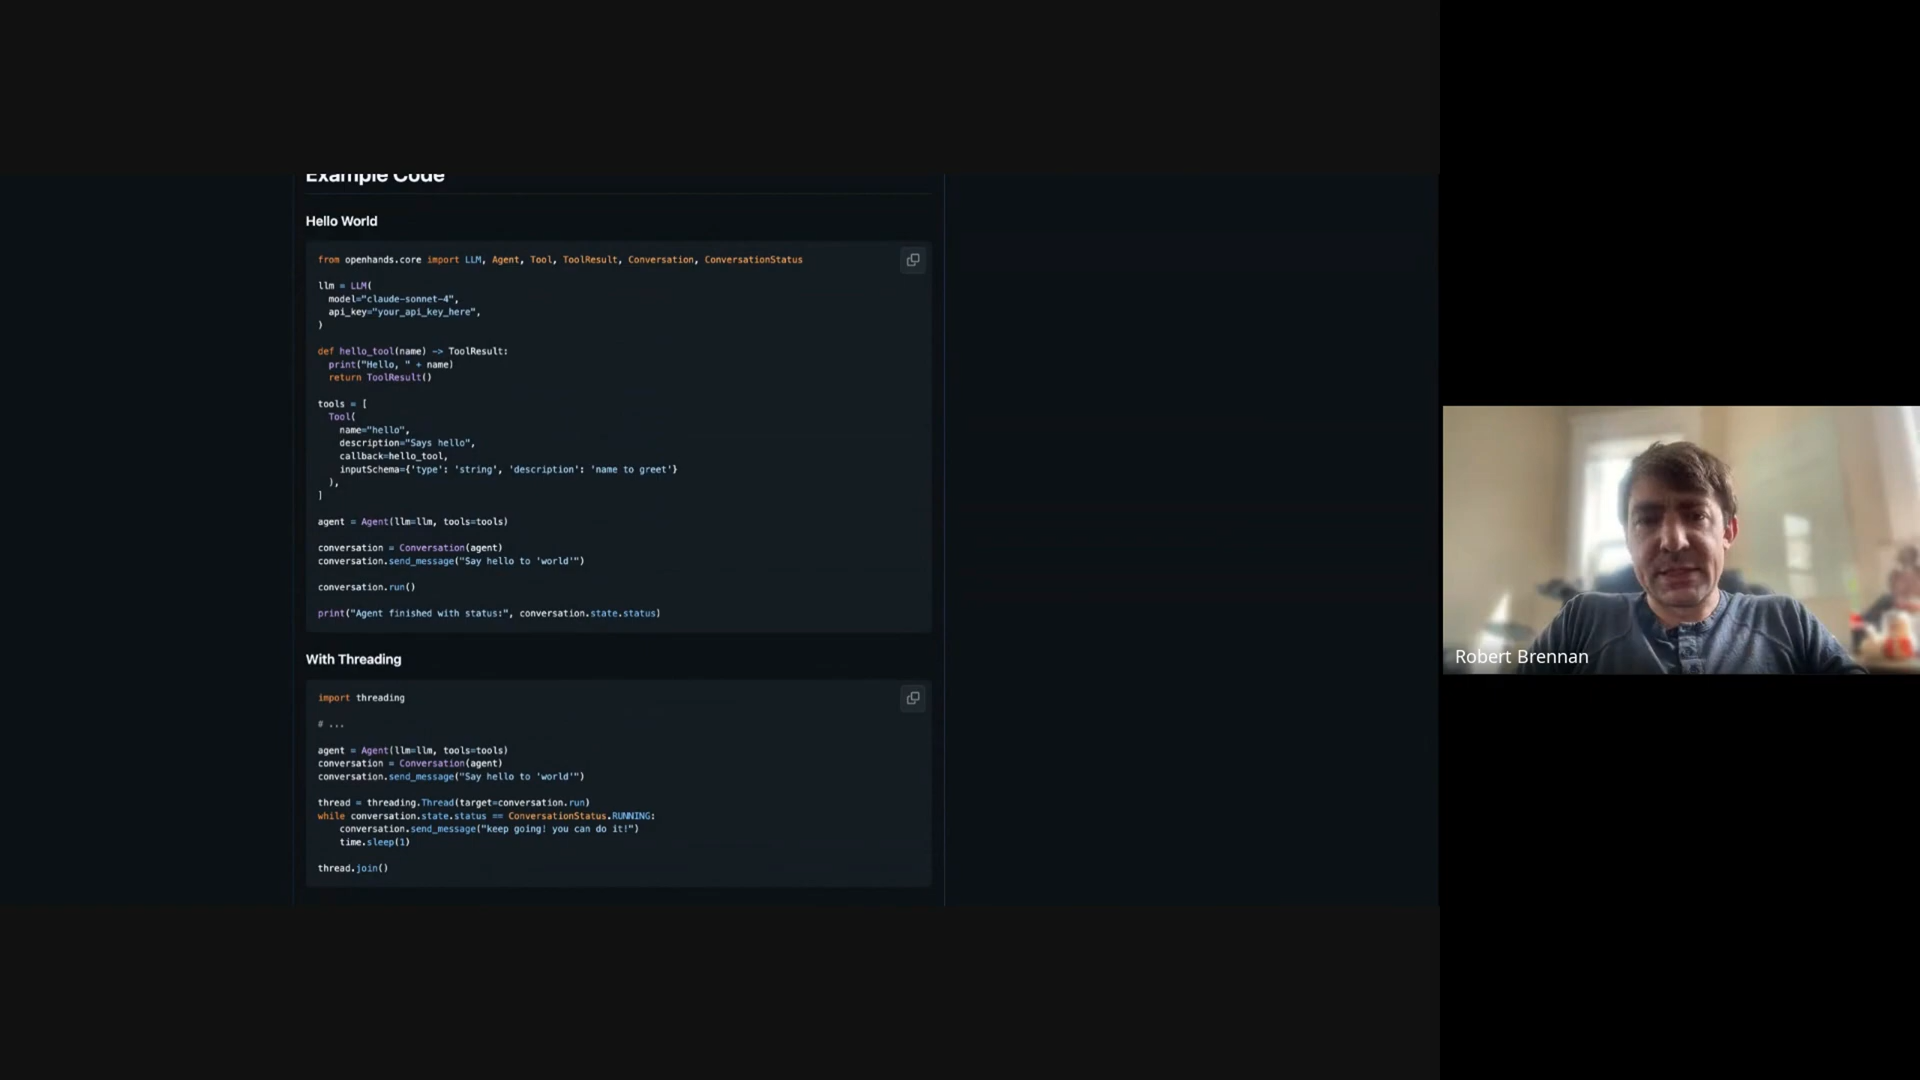 Example Code
Hello World
from openhands.core import LLM, Agent, Tool, ToolResult, Conversation, ConversationStatus
llm = LLM(
model="claude-sonnet-4",
api_key="your_api_key_here",
)
def hello_tool(name) -> ToolResult:
print("Hello, " + name)
return ToolResult()
tools = [
Tool(
name="hello",
description="Says hello",
callback=hello_tool,
inputSchema={'type': 'string', 'description': 'name to greet'}
),
]
agent = Agent(llm=llm, tools=tools)
conversation = Conversation(agent)
conversation.send_message("Say hello to 'world'")
conversation.run()
print("Agent finished with status:", conversation.state.status)
With Threading
import threading
# ...
agent = Agent(llm=llm, tools=tools)
conversation = Conversation(agent)
conversation.send_message("Say hello to 'world'")
thread = threading.Thread(target=conversation.run)
while conversation.state.status == ConversationStatus.RUNNING:
conversation.send_message("keep going! you can do it!")
time.sleep(1)
thread.join()
Robert Brennan